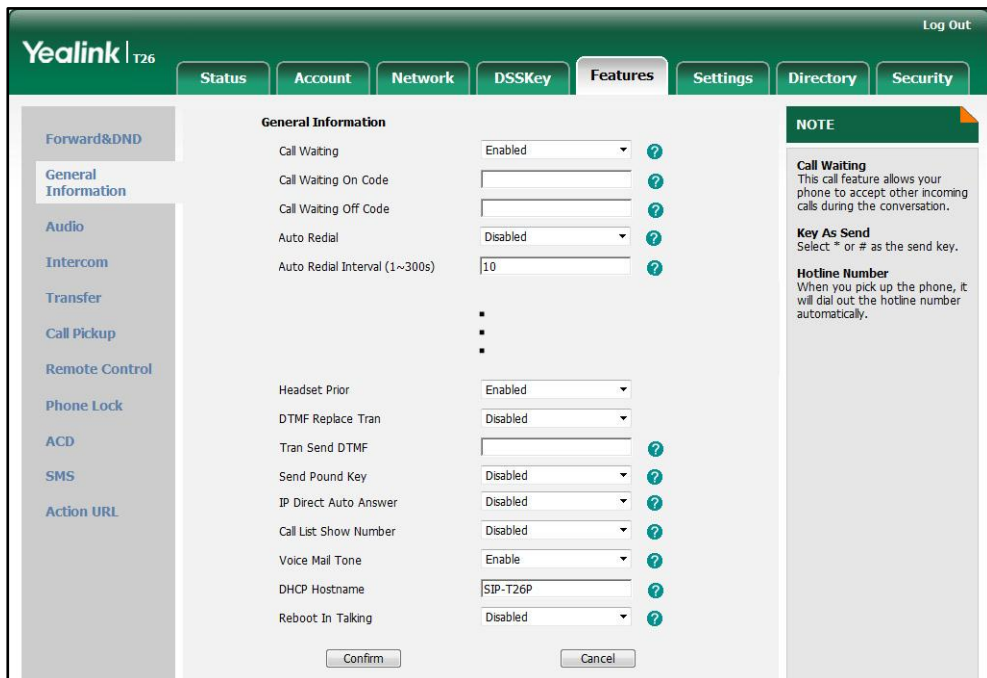 Log Out
Yealink | T26
Status Account Network DSSKey Features Settings Directory Security
Forward&DND
General
Information
Audio
Intercom
Transfer
Call Pickup
Remote Control
Phone Lock
ACD
SMS
Action URL
General Information
Call Waiting Enabled ?
Call Waiting On Code ?
Call Waiting Off Code ?
Auto Redial Disabled ?
Auto Redial Interval (1~300s) 10 ?
Headset Prior Enabled
DTMF Replace Tran Disabled
Tran Send DTMF ?
Send Pound Key Disabled ?
IP Direct Auto Answer Disabled ?
Call List Show Number Disabled ?
Voice Mail Tone Enable ?
DHCP Hostname SIP-T26P ?
Reboot In Talking Disabled ?
Confirm Cancel
NOTE
Call Waiting
This call feature allows your
phone to accept other incoming
calls during the conversation.
Key As Send
Select * or # as the send key.
Hotline Number
When you pick up the phone, it
will dial out the hotline number
automatically.